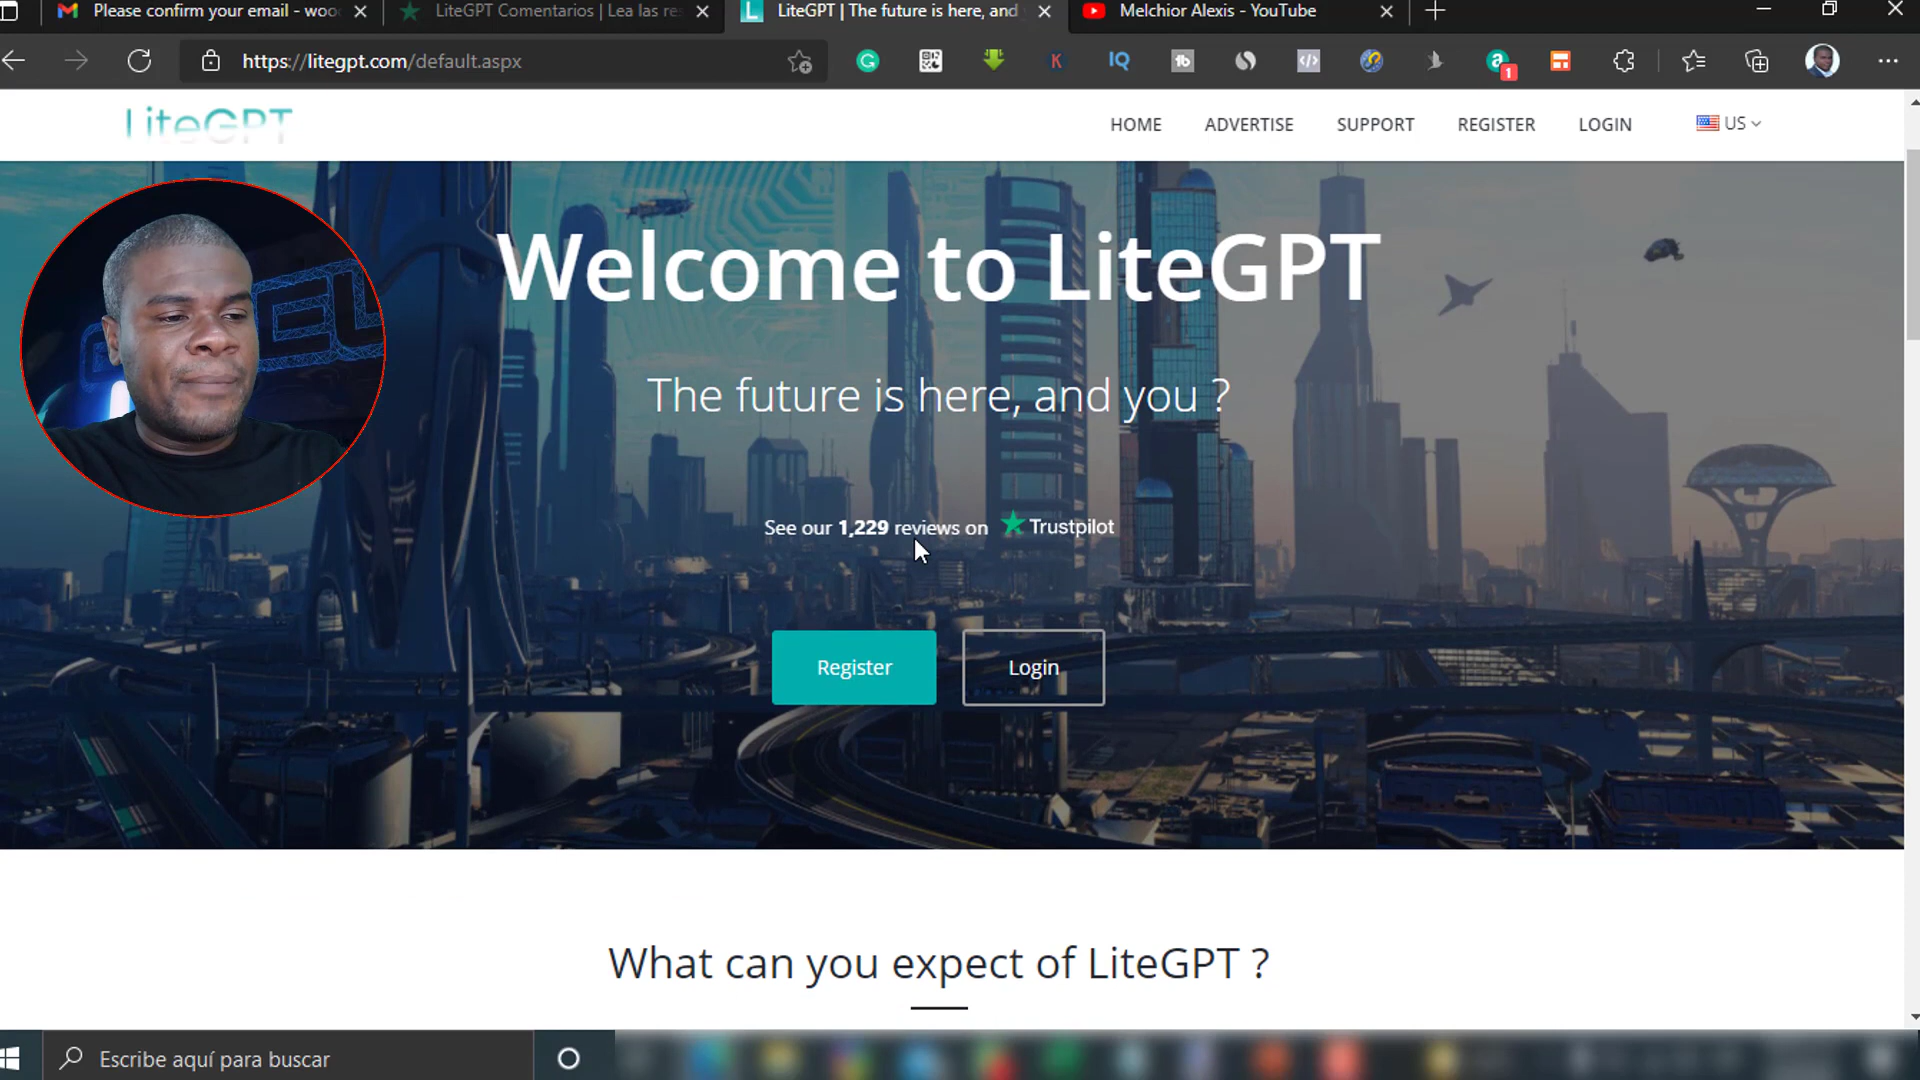 Please confirm your email - woo
LiteGPT Comentarios | Lea las res
LiteGPT | The future is here, and
Melchior Alexis - YouTube
https://litegpt.com/default.aspx
IQ
1
LiteGPT
HOME
ADVERTISE
SUPPORT
REGISTER
LOGIN
US
Welcome to LiteGPT
The future is here, and you ?
See our 1,229 reviews on Trustpilot
Register
Login
What can you expect of LiteGPT ?
Escribe aquí para buscar